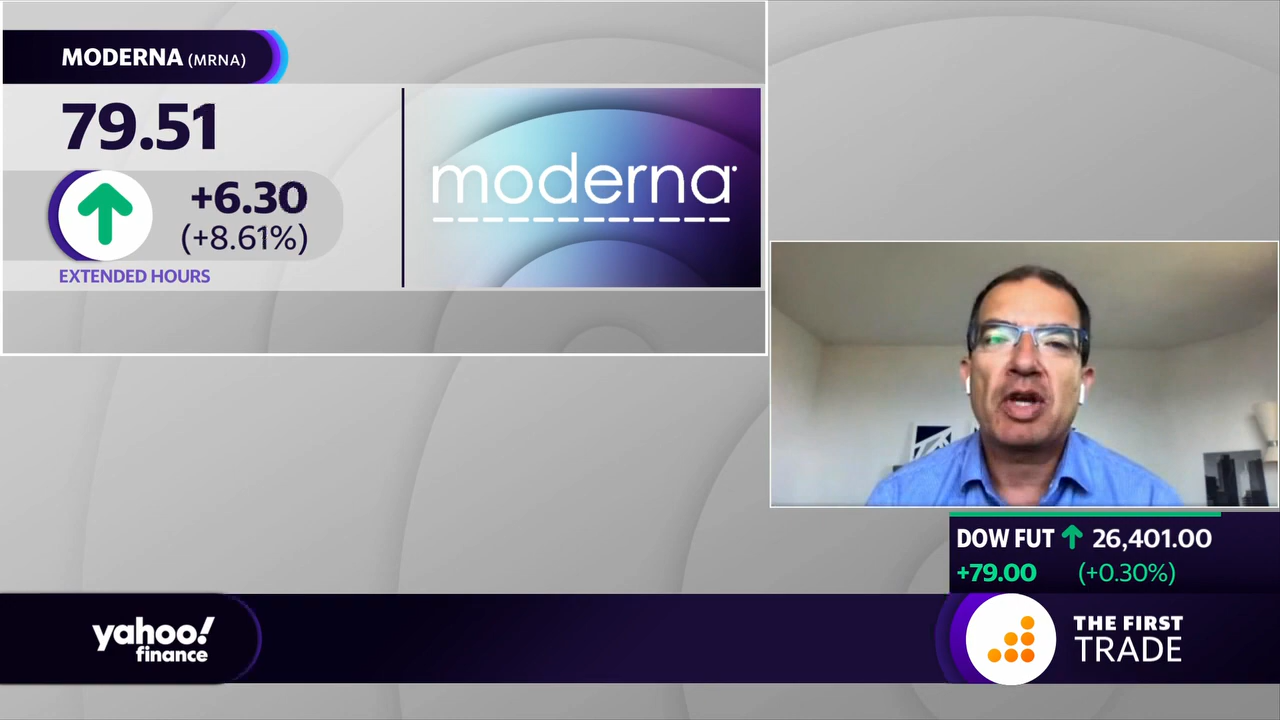 MODERNA (MRNA)
79.51
+6.30
(+8.61%)
EXTENDED HOURS
moderna
DOW FUT 26,401.00
+79.00 (+0.30%)
yahoo!
finance
THE FIRST
TRADE